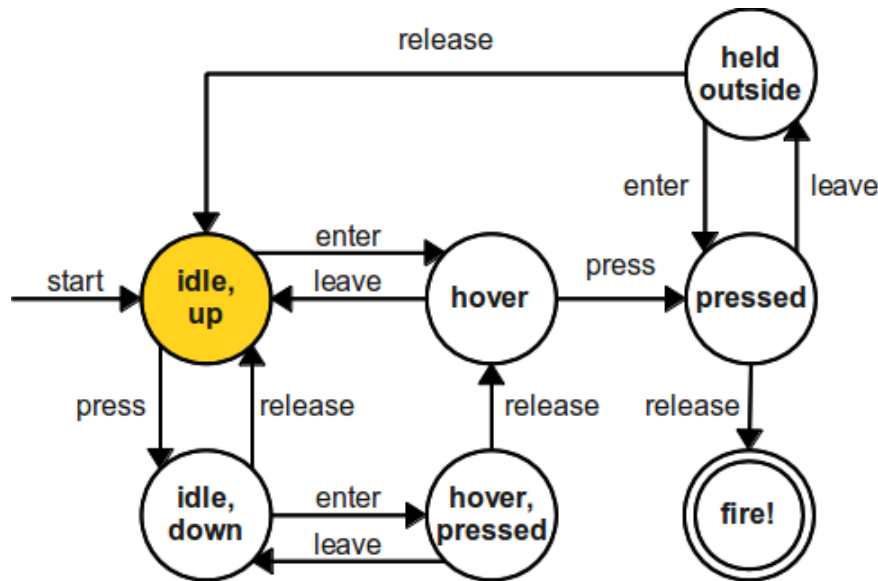 release
held
outside
enter
leave
start
idle,
up
enter
leave
hover
press
pressed
press
release
release
release
idle,
down
enter
leave
hover,
pressed
fire!